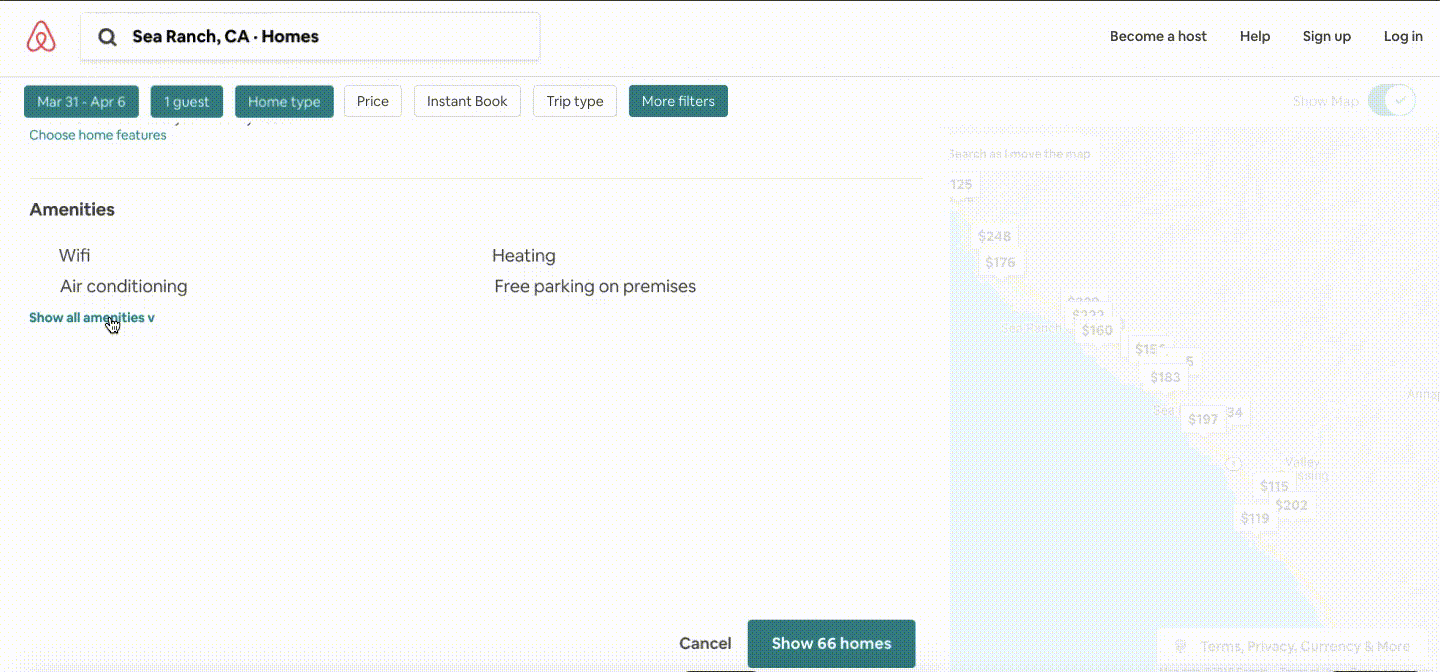 Sea Ranch, CA · Homes
Become a host Help Sign up Log in
Mar 31 - Apr 6 1 guest Home type Price Instant Book Trip type More filters Show Map
Choose home features
Search as I move the map
125
Amenities
$248
Wifi Heating
$176
Air conditioning Free parking on premises
Show all amenities v
Sea Ranch $160
5
$183
$197 34
Valley
$115
$202
$119
Cancel Show 66 homes Terms, Privacy, Currency & More